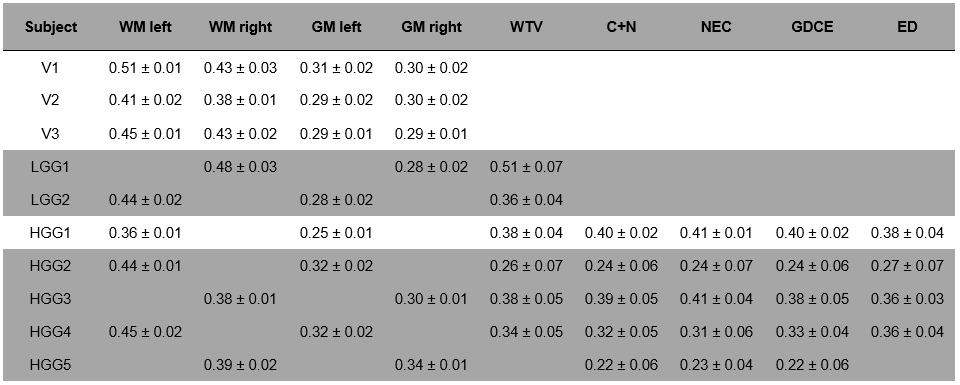 Subject WM left WM right GM left GM right WTV C+N NEC GDCE ED
V1 0.51 ± 0.01 0.43 ± 0.03 0.31 ± 0.02 0.30 ± 0.02
V2 0.41 ± 0.02 0.38 ± 0.01 0.29 ± 0.02 0.30 ± 0.02
V3 0.45 ± 0.01 0.43 ± 0.02 0.29 ± 0.01 0.29 ± 0.01
LGG1 0.48 ± 0.03 0.28 ± 0.02 0.51 ± 0.07
LGG2 0.44 ± 0.02 0.28 ± 0.02 0.36 ± 0.04
HGG1 0.36 ± 0.01 0.25 ± 0.01 0.38 ± 0.04 0.40 ± 0.02 0.41 ± 0.01 0.40 ± 0.02 0.38 ± 0.04
HGG2 0.44 ± 0.01 0.32 ± 0.02 0.26 ± 0.07 0.24 ± 0.06 0.24 ± 0.07 0.24 ± 0.06 0.27 ± 0.07
HGG3 0.38 ± 0.01 0.30 ± 0.01 0.38 ± 0.05 0.39 ± 0.05 0.41 ± 0.04 0.38 ± 0.05 0.36 ± 0.03
HGG4 0.45 ± 0.02 0.32 ± 0.02 0.34 ± 0.05 0.32 ± 0.05 0.31 ± 0.06 0.33 ± 0.04 0.36 ± 0.04
HGG5 0.39 ± 0.02 0.34 ± 0.01 0.22 ± 0.06 0.23 ± 0.04 0.22 ± 0.06